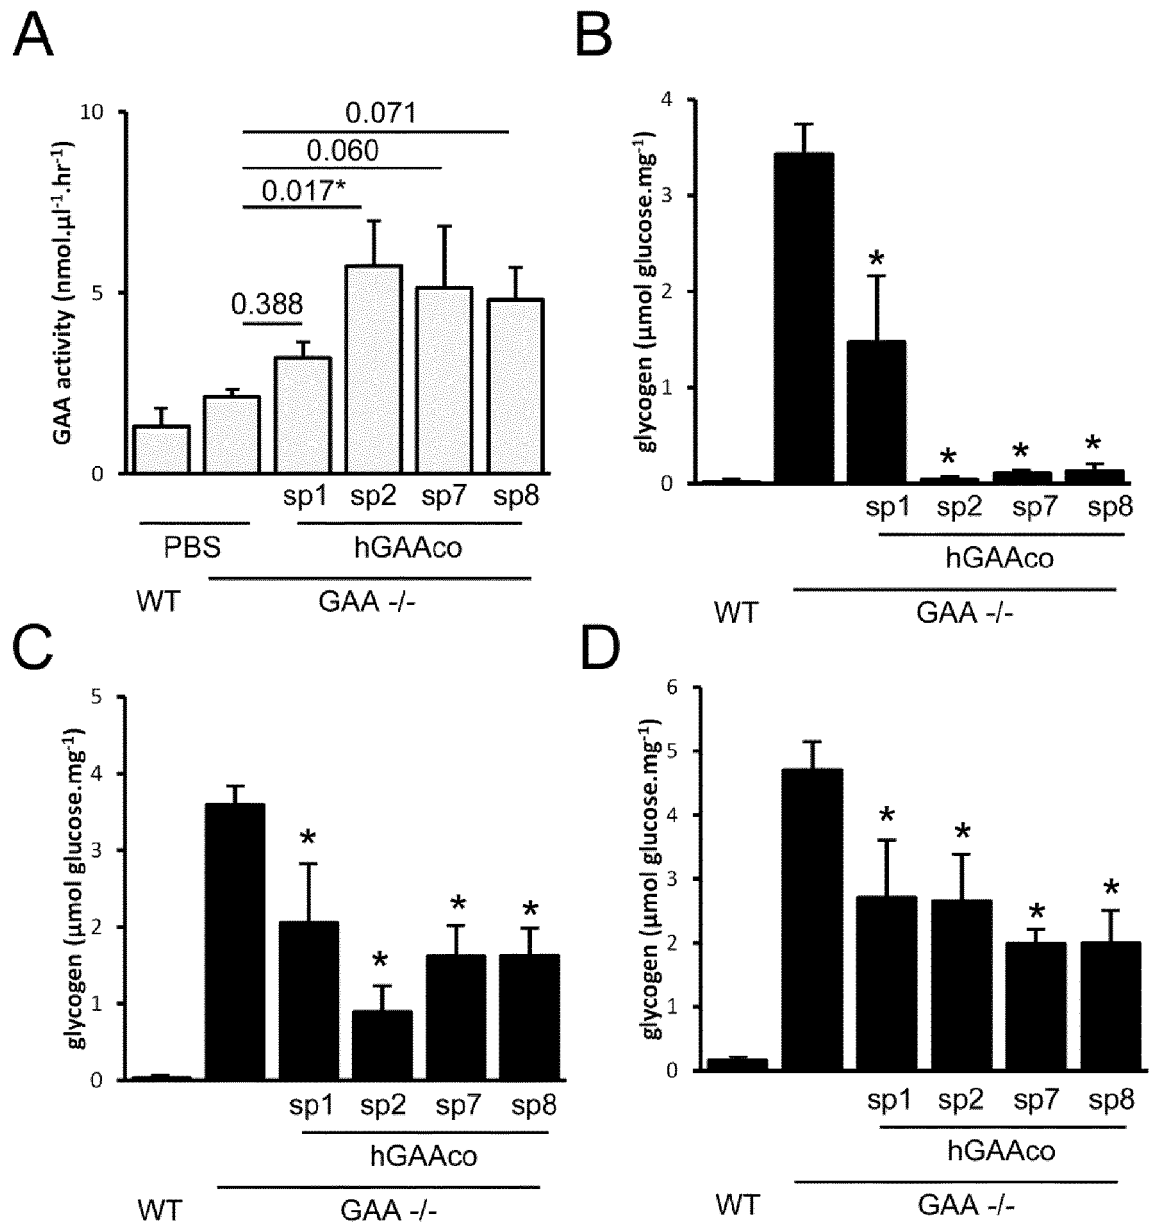 A
GAA activity (nmol.µl⁻¹.hr⁻¹)
10
5
0
0.071
0.060
0.017*
0.388
sp1 sp2 sp7 sp8
PBS hGAAco
WT GAA -/-
B
glycogen (µmol glucose.mg⁻¹)
4
3
2
1
0
* * * *
sp1 sp2 sp7 sp8
hGAAco
WT GAA -/-
C
glycogen (µmol glucose.mg⁻¹)
5
4
3
2
1
0
* * * *
sp1 sp2 sp7 sp8
hGAAco
WT GAA -/-
D
glycogen (µmol glucose.mg⁻¹)
6
5
4
3
2
1
0
* * * *
sp1 sp2 sp7 sp8
hGAAco
WT GAA -/-